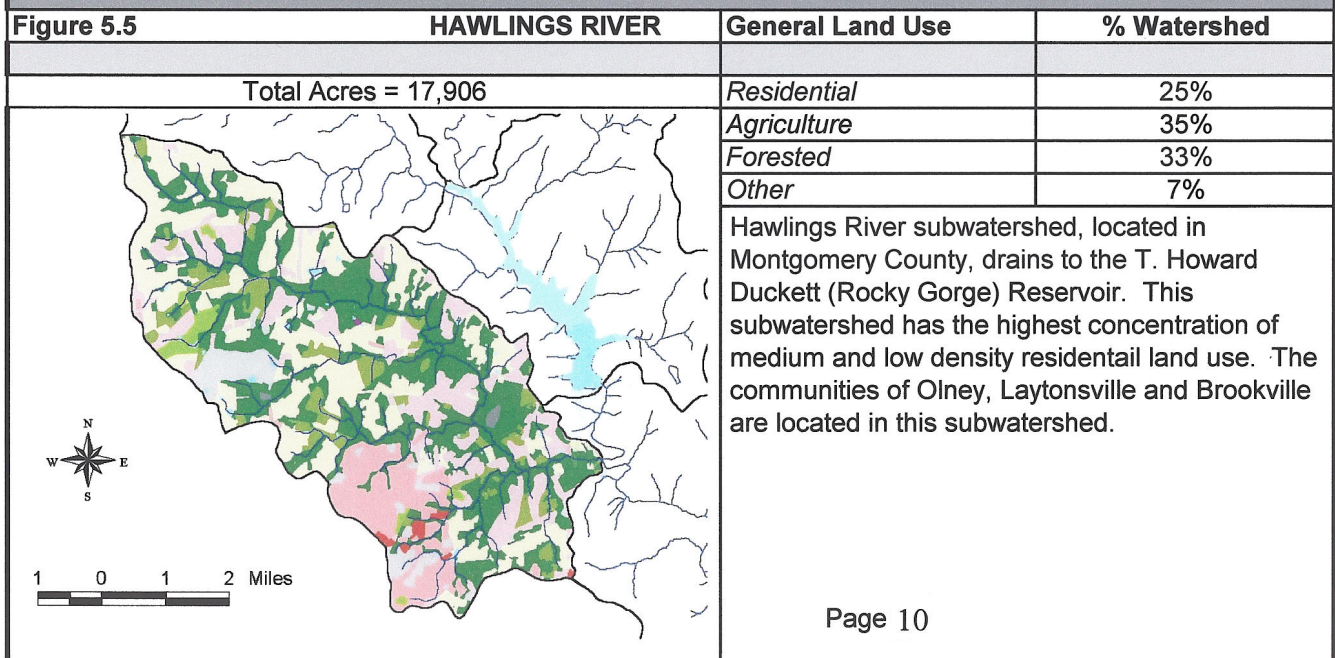 Figure 5.5 HAWLINGS RIVER General Land Use % Watershed
Total Acres = 17,906
Residential 25%
Agriculture 35%
Forested 33%
Other 7%
Hawlings River subwatershed, located in
Montgomery County, drains to the T. Howard
Duckett (Rocky Gorge) Reservoir. This
subwatershed has the highest concentration of
medium and low density residentail land use. The
communities of Olney, Laytonsville and Brookville
are located in this subwatershed.
N
W E
S
1 0 1 2 Miles
Page 10